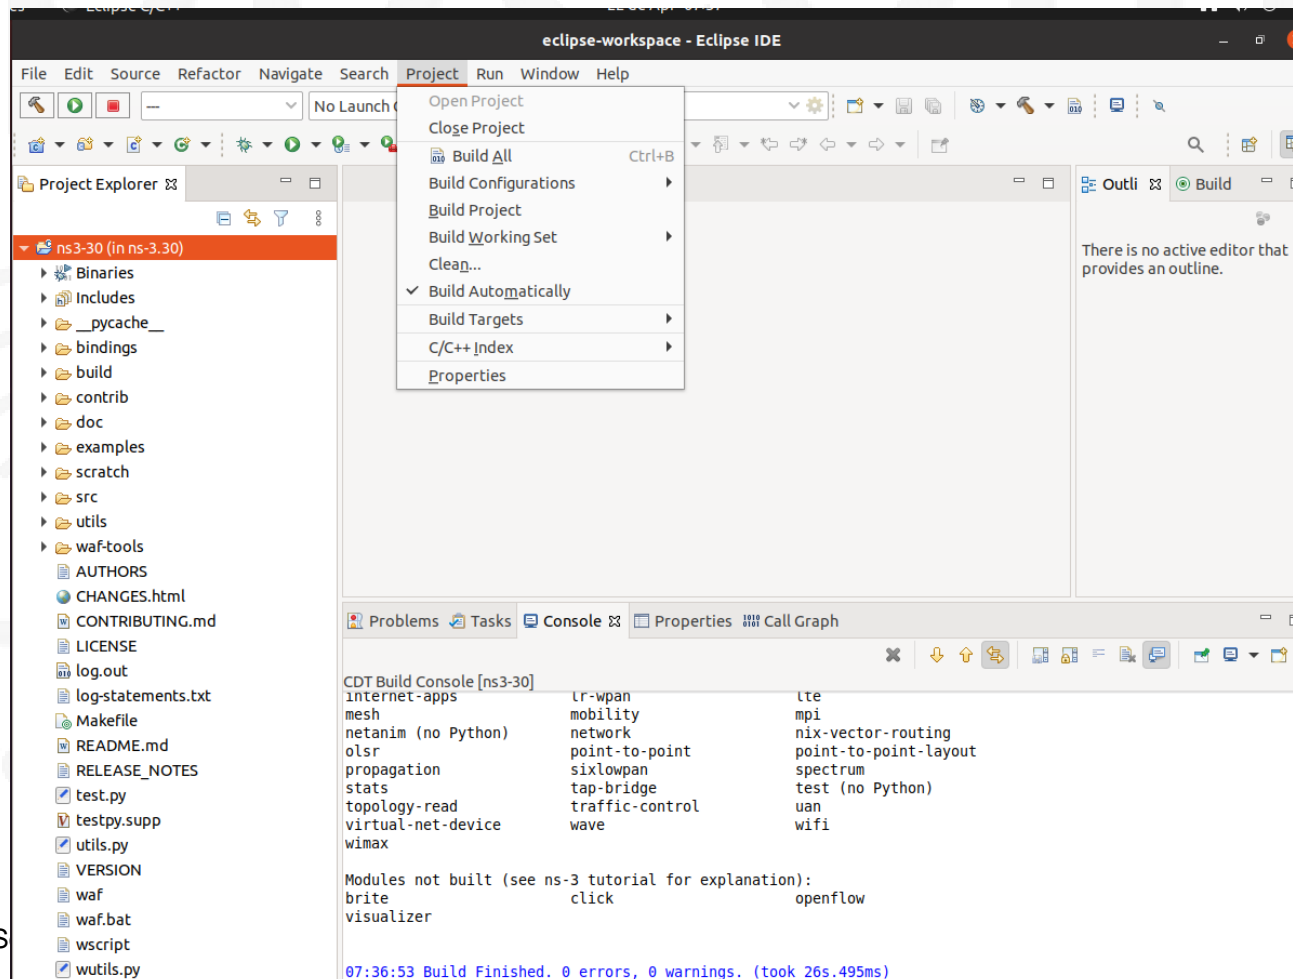 eclipse-workspace - Eclipse IDE
File Edit Source Refactor Navigate Search Project Run Window Help
---
No Launch
Open Project
Close Project
Build All Ctrl+B
Build Configurations
Build Project
Build Working Set
Clean...
Build Automatically
Build Targets
C/C++ Index
Properties
Project Explorer
ns3-30 (in ns-3.30)
Binaries
Includes
__pycache__
bindings
build
contrib
doc
examples
scratch
src
utils
waf-tools
AUTHORS
CHANGES.html
CONTRIBUTING.md
LICENSE
log.out
log-statements.txt
Makefile
README.md
RELEASE_NOTES
test.py
testpy.supp
utils.py
VERSION
waf
waf.bat
wscript
wutils.py
Outli Build
There is no active editor that
provides an outline.
Problems Tasks Console Properties Call Graph
CDT Build Console [ns3-30]
internet-apps lr-wpan lte
mesh mobility mpi
netanim (no Python) network nix-vector-routing
olsr point-to-point point-to-point-layout
propagation sixlowpan spectrum
stats tap-bridge test (no Python)
topology-read traffic-control uan
virtual-net-device wave wifi
wimax
Modules not built (see ns-3 tutorial for explanation):
brite click openflow
visualizer
07:36:53 Build Finished. 0 errors, 0 warnings. (took 26s.495ms)